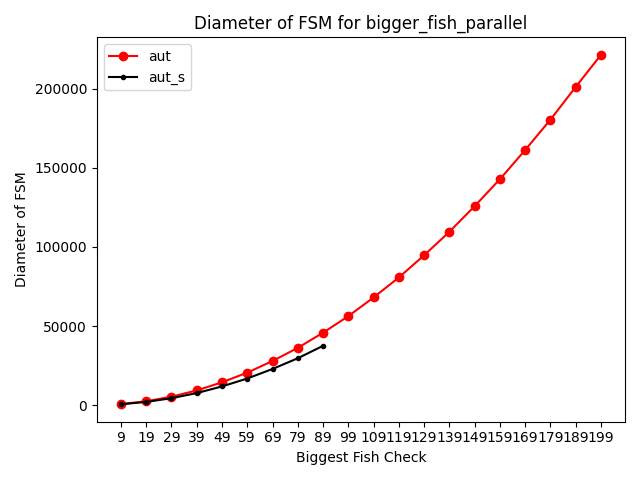 Diameter of FSM for bigger_fish_parallel
aut
aut_s
200000
150000
100000
50000
0
Diameter of FSM
9 19 29 39 49 59 69 79 89 99 109 119 129 139 149 159 169 179 189 199
Biggest Fish Check